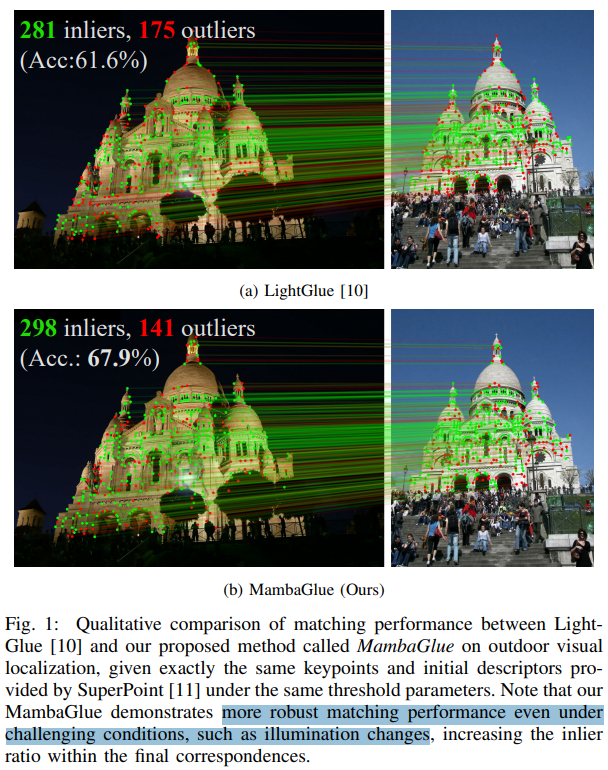 281 inliers, 175 outliers
(Acc:61.6%)
(a) LightGlue [10]
298 inliers, 141 outliers
(Acc.: 67.9%)
(b) MambaGlue (Ours)
Fig. 1: Qualitative comparison of matching performance between Light-
Glue [10] and our proposed method called MambaGlue on outdoor visual
localization, given exactly the same keypoints and initial descriptors pro-
vided by SuperPoint [11] under the same threshold parameters. Note that our
MambaGlue demonstrates more robust matching performance even under
challenging conditions, such as illumination changes, increasing the inlier
ratio within the final correspondences.